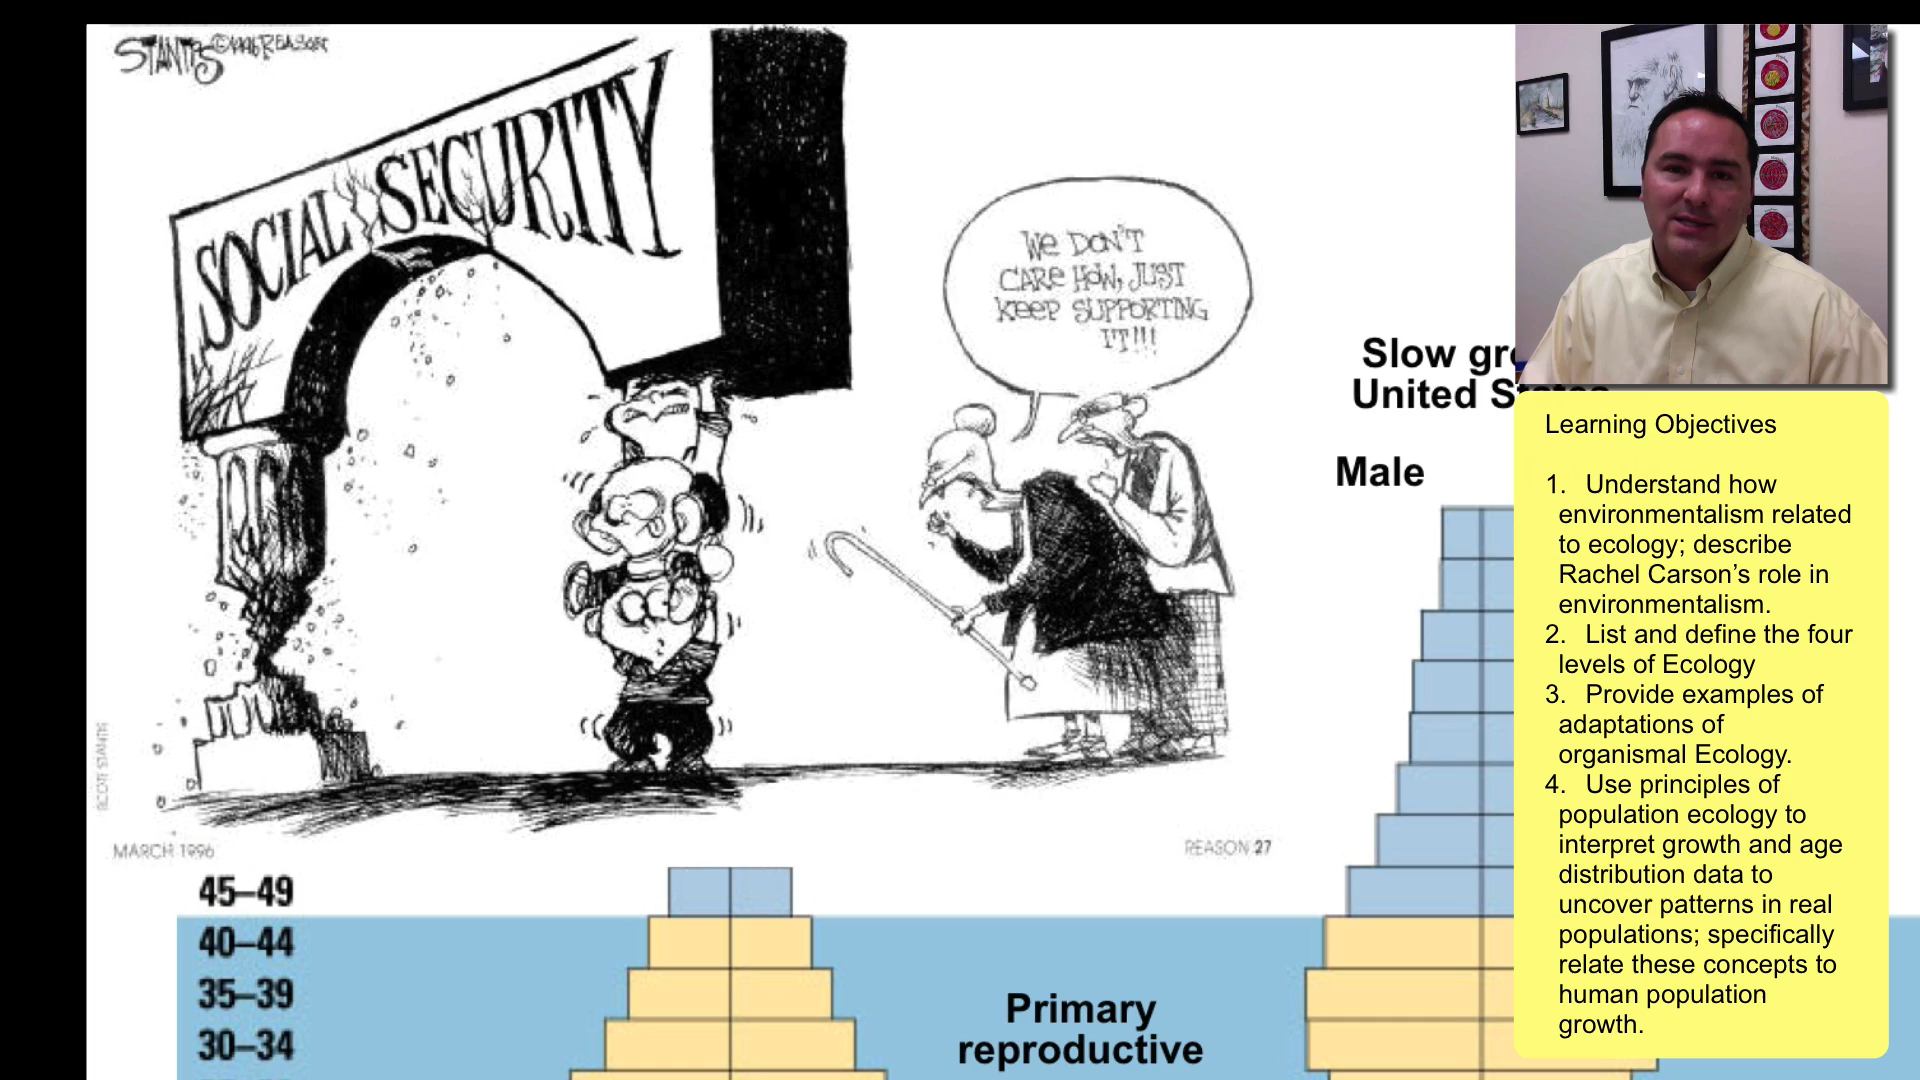 STANTIS ©1996 REASON
SOCIAL SECURITY
WE DON'T
CARE HOW, JUST
KEEP SUPPORTING
IT!!!
SCOTT STANTIS
MARCH 1996
REASON 27
45–49
40–44
35–39
30–34
Primary
reproductive
Slow gr
United States
Male
Learning Objectives
1. Understand how
environmentalism related
to ecology; describe
Rachel Carson’s role in
environmentalism.
2. List and define the four
levels of Ecology
3. Provide examples of
adaptations of
organismal Ecology.
4. Use principles of
population ecology to
interpret growth and age
distribution data to
uncover patterns in real
populations; specifically
relate these concepts to
human population
growth.